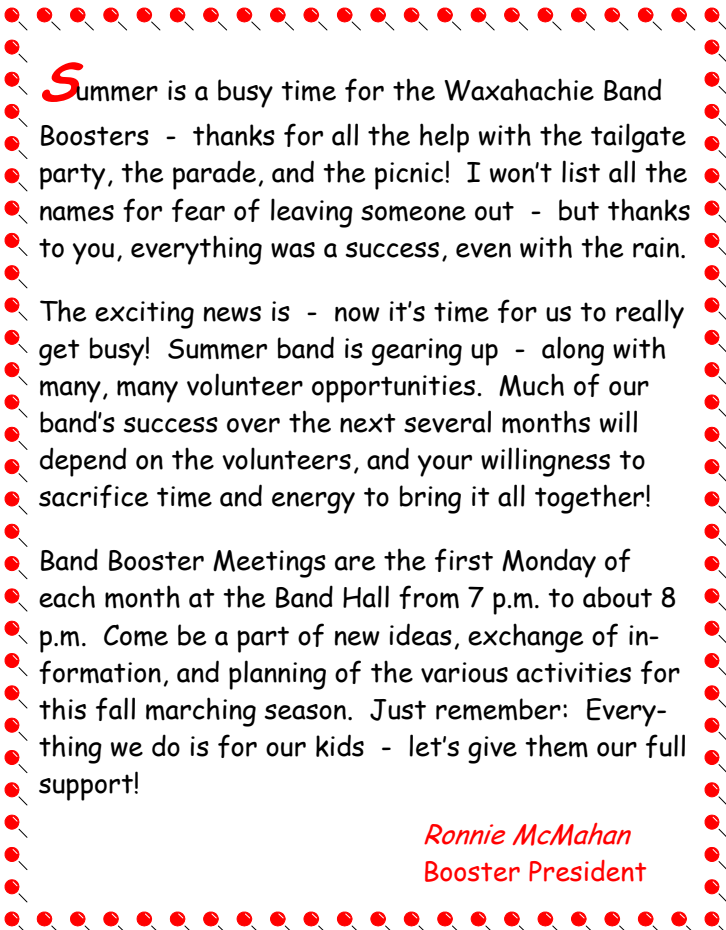 Summer is a busy time for the Waxahachie Band
Boosters - thanks for all the help with the tailgate
party, the parade, and the picnic! I won't list all the
names for fear of leaving someone out - but thanks
to you, everything was a success, even with the rain.
The exciting news is - now it's time for us to really
get busy! Summer band is gearing up - along with
many, many volunteer opportunities. Much of our
band's success over the next several months will
depend on the volunteers, and your willingness to
sacrifice time and energy to bring it all together!
Band Booster Meetings are the first Monday of
each month at the Band Hall from 7 p.m. to about 8
p.m. Come be a part of new ideas, exchange of in-
formation, and planning of the various activities for
this fall marching season. Just remember: Every-
thing we do is for our kids - let's give them our full
support!
Ronnie McMahan
Booster President